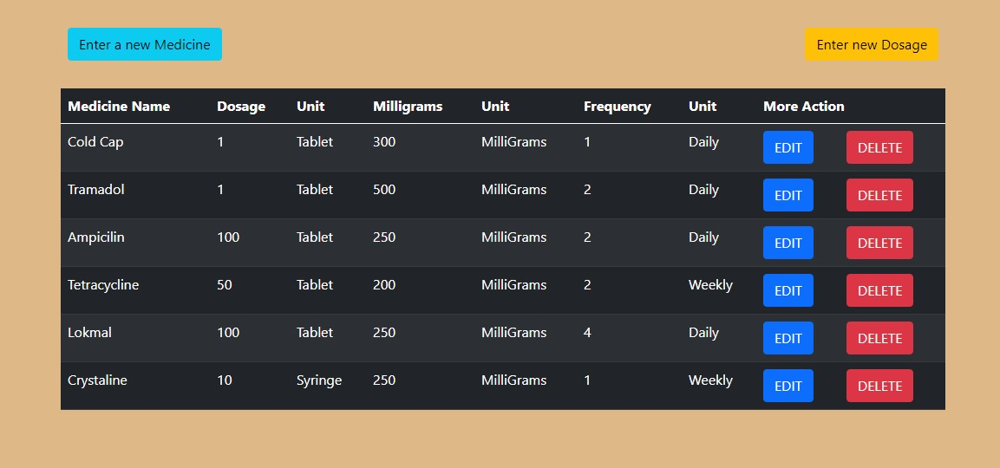 Enter a new Medicine Enter new Dosage
Medicine Name Dosage Unit Milligrams Unit Frequency Unit More Action
Cold Cap 1 Tablet 300 MilliGrams 1 Daily EDIT DELETE
Tramadol 1 Tablet 500 MilliGrams 2 Daily EDIT DELETE
Ampicilin 100 Tablet 250 MilliGrams 2 Daily EDIT DELETE
Tetracycline 50 Tablet 200 MilliGrams 2 Weekly EDIT DELETE
Lokmal 100 Tablet 250 MilliGrams 4 Daily EDIT DELETE
Crystaline 10 Syringe 250 MilliGrams 1 Weekly EDIT DELETE